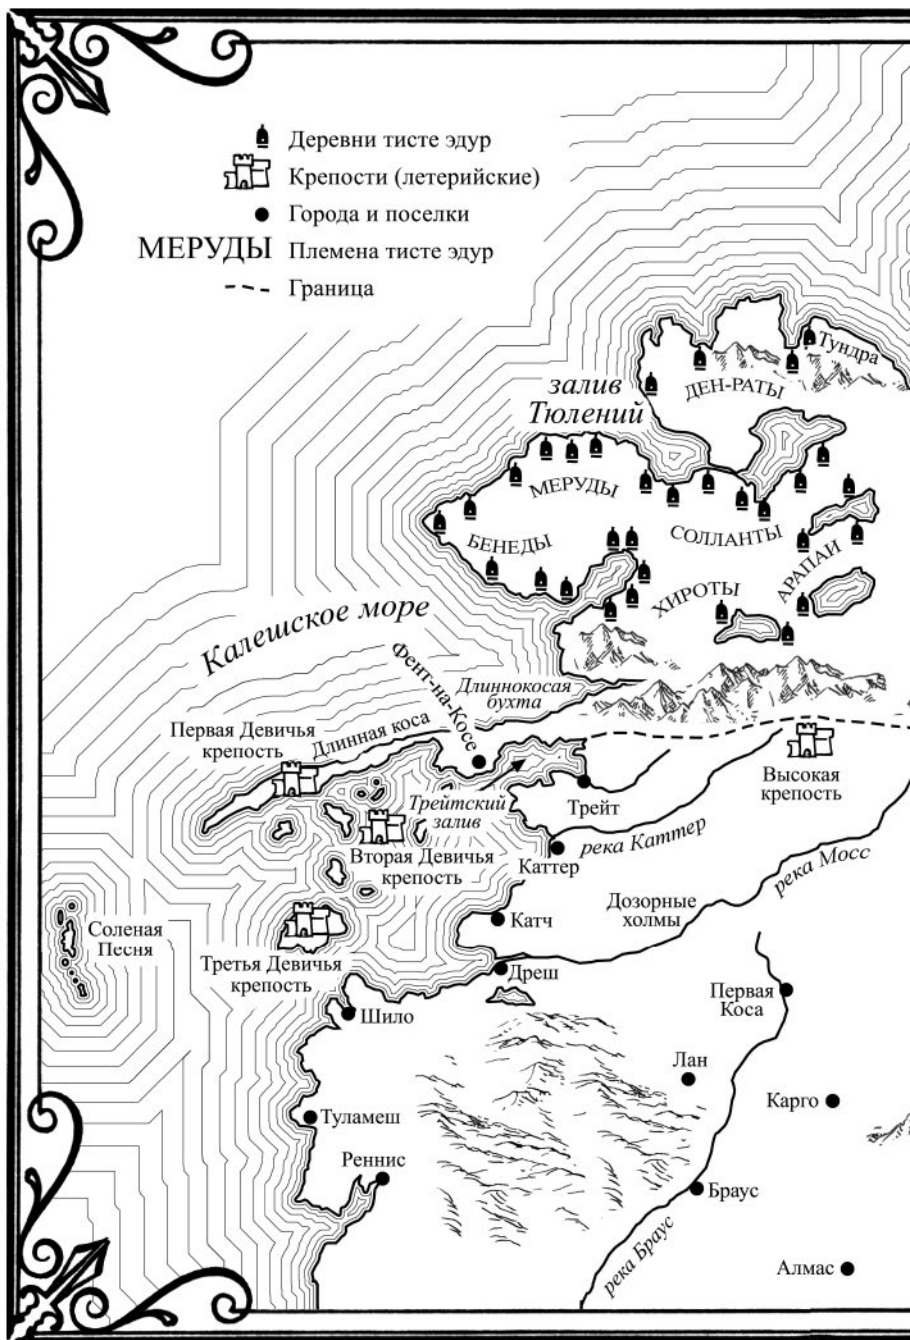 Деревни тисте эдур
Крепости (летерийские)
Города и поселки
МЕРУДЫ Племена тисте эдур
Граница
Тундра
ДЕН-РАТЫ
залив
Тюлений
МЕРУДЫ
БЕНЕДЫ
СОЛЛАНТЫ
АРАПАИ
ХИРОТЫ
Калешское море
Фент-на-Косе
Длиннокосая
бухта
Длинная коса
Первая Девичья
крепость
Высокая
крепость
Трейт
Трейтский
залив
река Каттер
Каттер
Вторая Девичья
крепость
река Мосс
Дозорные
холмы
Катч
Соленая
Песня
Третья Девичья
крепость
Дреш
Первая
Коса
Шило
Лан
Карго
Туламеш
Реннис
Браус
река Браус
Алмас